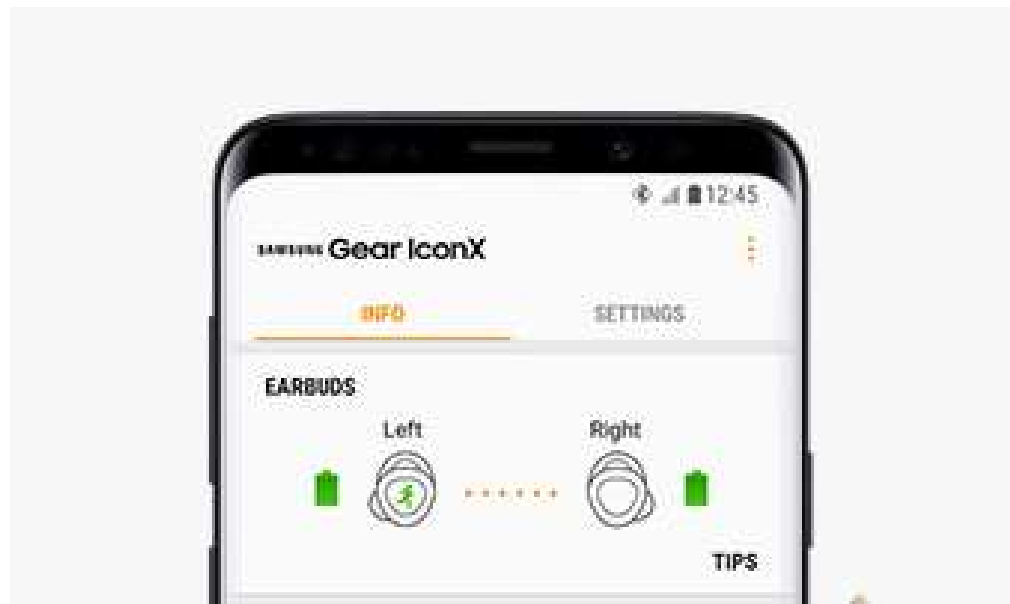 12:45
SAMSUNG Gear IconX
INFO SETTINGS
EARBUDS
Left Right
TIPS